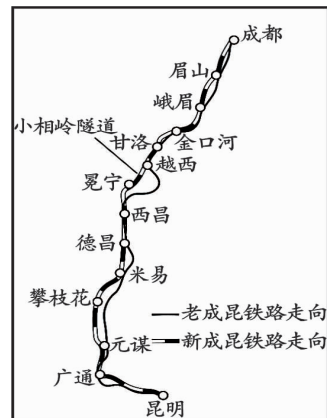 成都
眉山
峨眉
小相岭隧道
甘洛
金口河
越西
冕宁
西昌
德昌
米易
攀枝花
老成昆铁路走向
元谋
新成昆铁路走向
广通
昆明